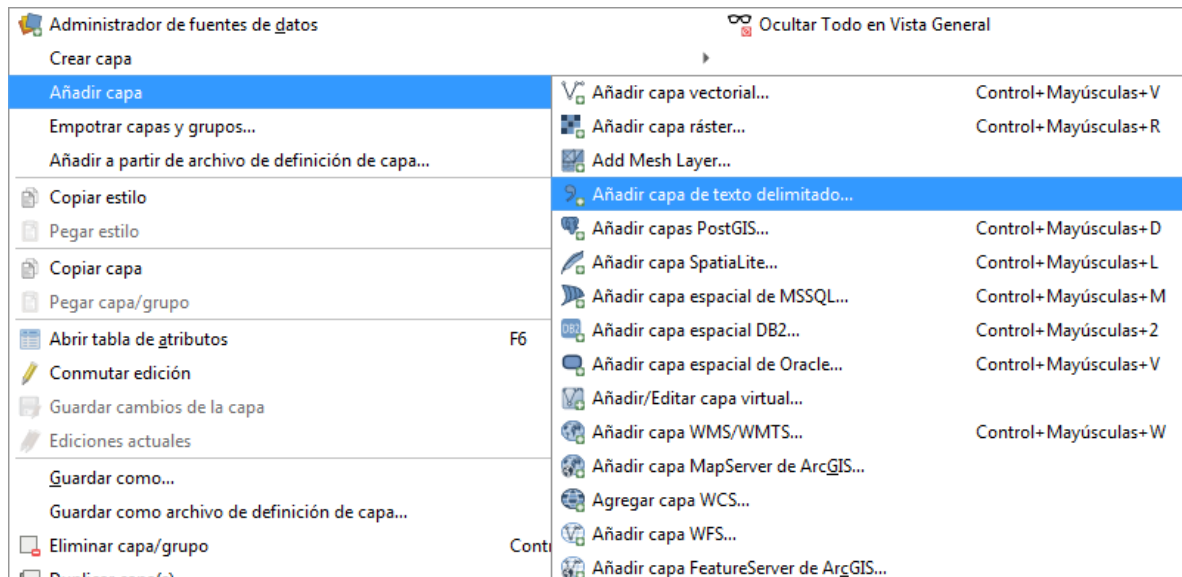 Administrador de fuentes de datos
Ocultar Todo en Vista General
Crear capa
Añadir capa
Empotrar capas y grupos...
Añadir a partir de archivo de definición de capa...
Copiar estilo
Pegar estilo
Copiar capa
Pegar capa/grupo
Abrir tabla de atributos F6
Conmutar edición
Guardar cambios de la capa
Ediciones actuales
Guardar como...
Guardar como archivo de definición de capa...
Eliminar capa/grupo Contr
Añadir capa vectorial... Control+Mayúsculas+V
Añadir capa ráster... Control+Mayúsculas+R
Add Mesh Layer...
Añadir capa de texto delimitado...
Añadir capas PostGIS... Control+Mayúsculas+D
Añadir capa SpatiaLite... Control+Mayúsculas+L
Añadir capa espacial de MSSQL... Control+Mayúsculas+M
DB2 Añadir capa espacial DB2... Control+Mayúsculas+2
Añadir capa espacial de Oracle... Control+Mayúsculas+V
Añadir/Editar capa virtual...
Añadir capa WMS/WMTS... Control+Mayúsculas+W
Añadir capa MapServer de ArcGIS...
Agregar capa WCS...
Añadir capa WFS...
Añadir capa FeatureServer de ArcGIS...